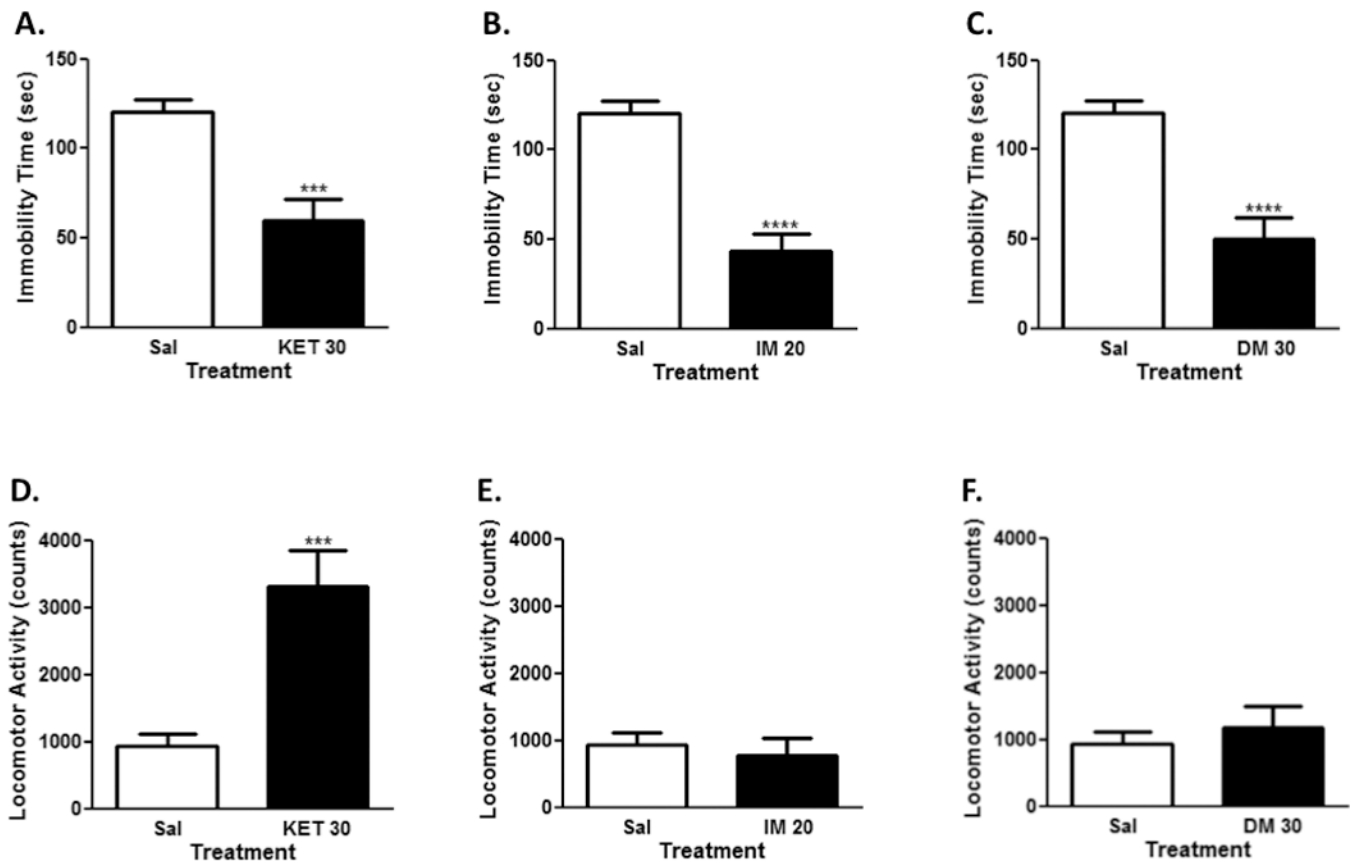 A.
Immobility Time (sec)
150
100
50
0
***
Sal KET 30
Treatment
B.
Immobility Time (sec)
150
100
50
0
****
Sal IM 20
Treatment
C.
Immobility Time (sec)
150
100
50
0
****
Sal DM 30
Treatment
D.
Locomotor Activity (counts)
4000
3000
2000
1000
0
***
Sal KET 30
Treatment
E.
Locomotor Activity (counts)
4000
3000
2000
1000
0
Sal IM 20
Treatment
F.
Locomotor Activity (counts)
4000
3000
2000
1000
0
Sal DM 30
Treatment